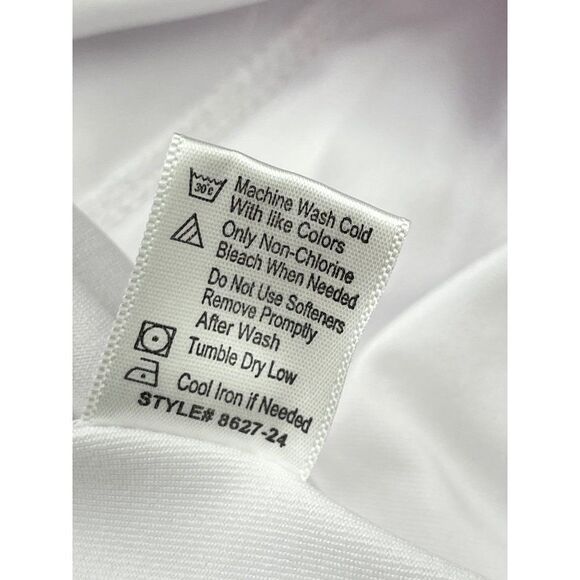 30°c Machine Wash Cold
With like Colors
Only Non-Chlorine
Bleach When Needed
Do Not Use Softeners
Remove Promptly
After Wash
Tumble Dry Low
Cool Iron if Needed
STYLE# 8627-24